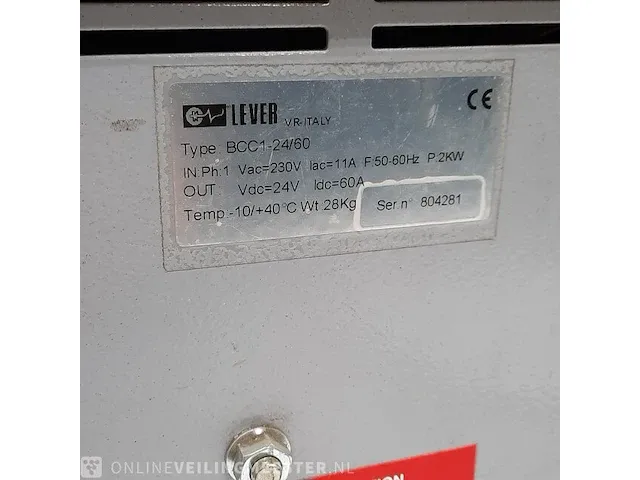 LEVER VR-ITALY CE
Type BCC1-24/60
IN:Ph:1 Vac=230V Iac=11A F:50-60Hz P.2KW
OUT: Vdc=24V Idc=60A
Temp-10/+40°C Wt 28Kg Ser.n° 804281
ONLINEVEILINGMEESTER.NL